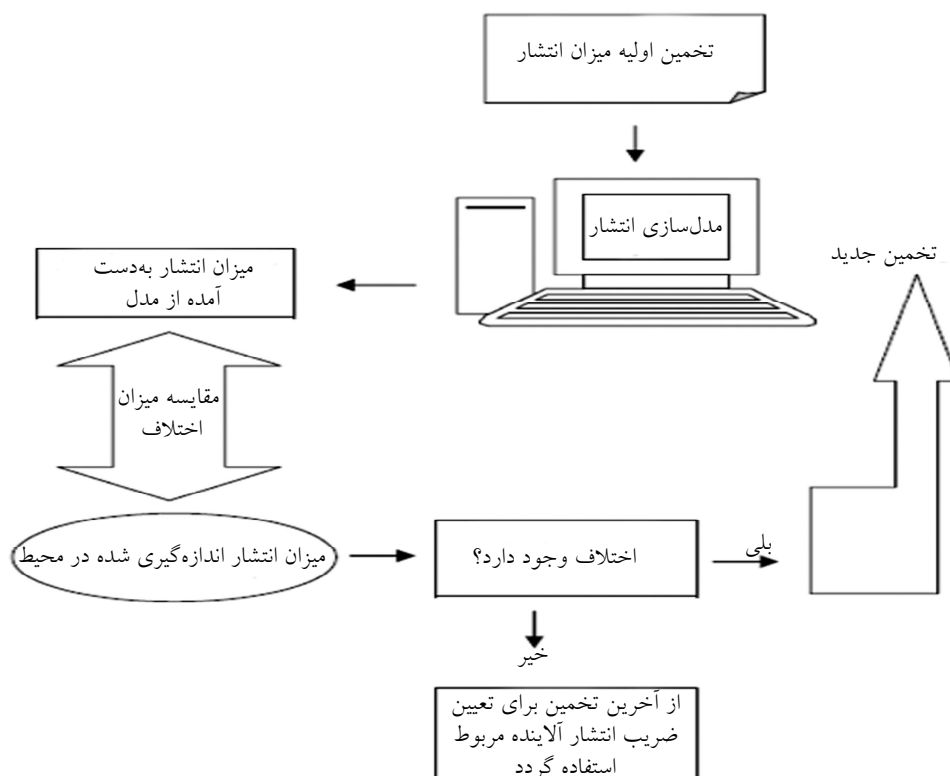 تخمین اولیه میزان انتشار
مدل‌سازی انتشار
میزان انتشار به‌دست
آمده از مدل
تخمین جدید
مقایسه میزان
اختلاف
میزان انتشار اندازه‌گیری شده در محیط
اختلاف وجود دارد؟
بلی
خیر
از آخرین تخمین برای تعیین
ضریب انتشار آلاینده مربوط
استفاده گردد